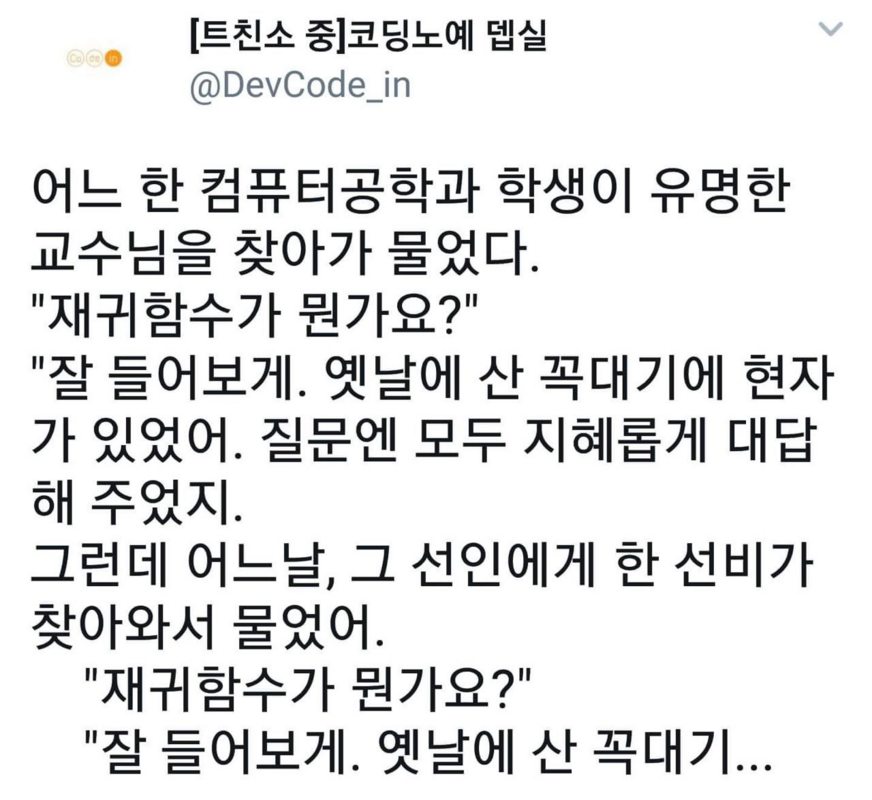 [트친소 중]코딩노예 뎁실
Co de in
@DevCode_in
어느 한 컴퓨터공학과 학생이 유명한
교수님을 찾아가 물었다.
"재귀함수가 뭔가요?"
"잘 들어보게. 옛날에 산 꼭대기에 현자
가 있었어. 질문엔 모두 지혜롭게 대답
해 주었지.
그런데 어느날, 그 선인에게 한 선비가
찾아와서 물었어.
"재귀함수가 뭔가요?"
"잘 들어보게. 옛날에 산 꼭대기...